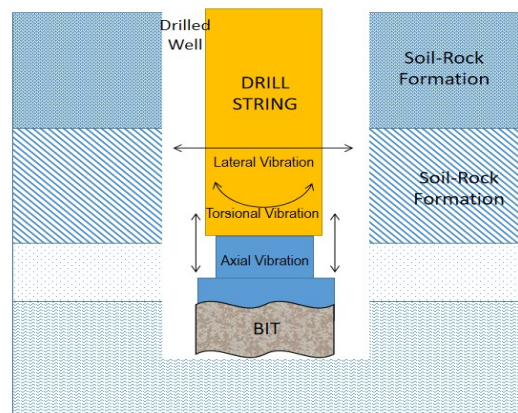 Drilled
Well
DRILL
STRING
Soil-Rock
Formation
Lateral Vibration
Soil-Rock
Formation
Torsional Vibration
Axial Vibration
BIT